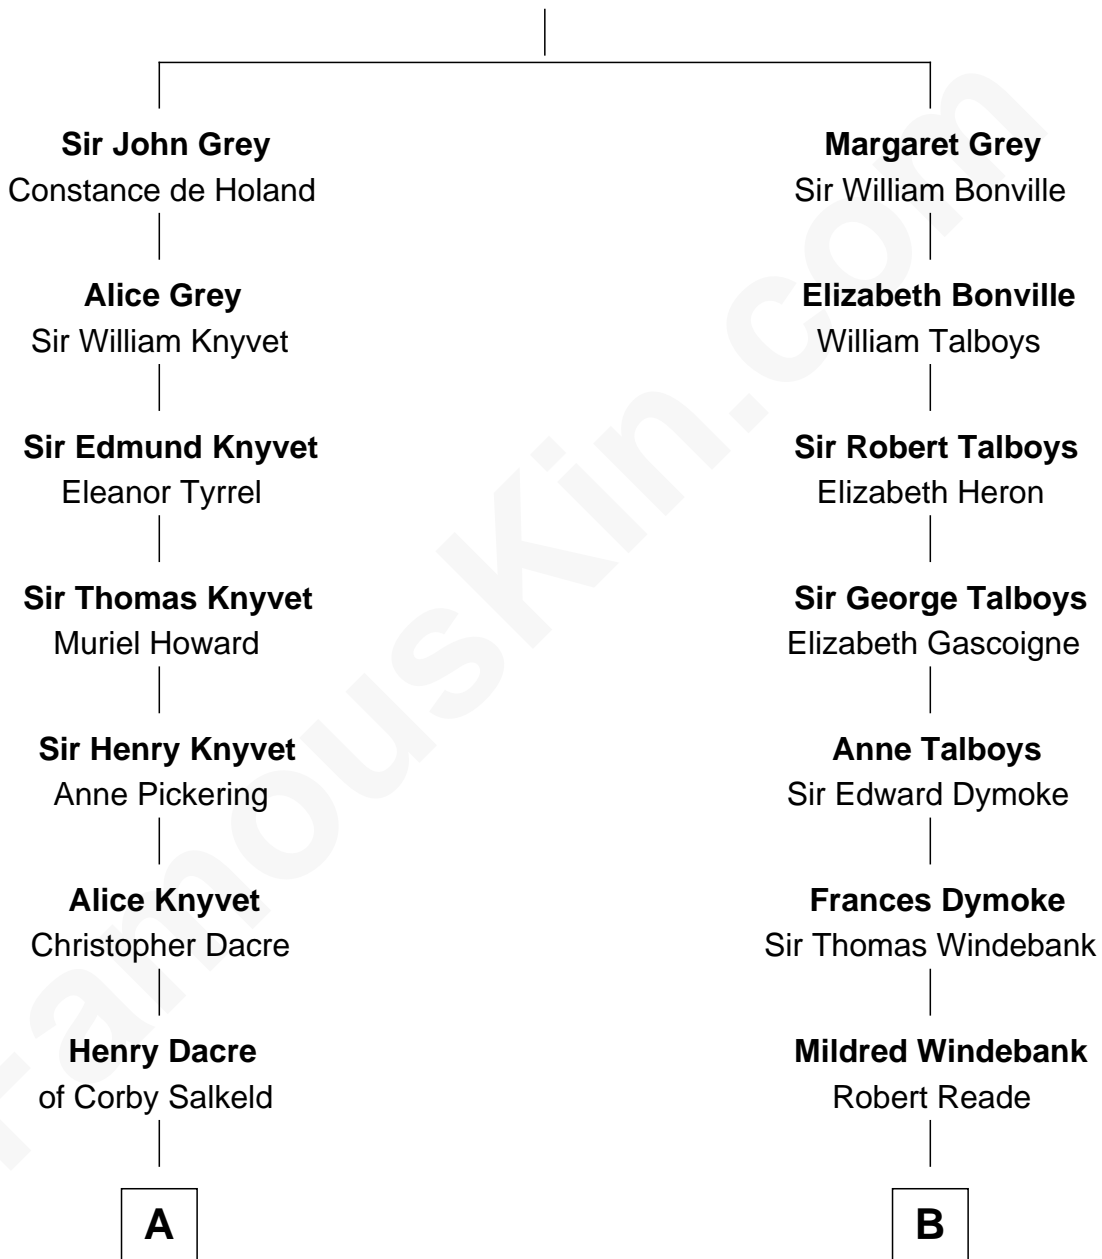 Sir John Grey
Constance de Holand
Alice Grey
Sir William Knyvet
Sir Edmund Knyvet
Eleanor Tyrrel
Sir Thomas Knyvet
Muriel Howard
Sir Henry Knyvet
Anne Pickering
Alice Knyvet
Christopher Dacre
Henry Dacre
of Corby Salkeld
A
Margaret Grey
Sir William Bonville
Elizabeth Bonville
William Talboys
Sir Robert Talboys
Elizabeth Heron
Sir George Talboys
Elizabeth Gascoigne
Anne Talboys
Sir Edward Dymoke
Frances Dymoke
Sir Thomas Windebank
Mildred Windebank
Robert Reade
B
FamousKin.com